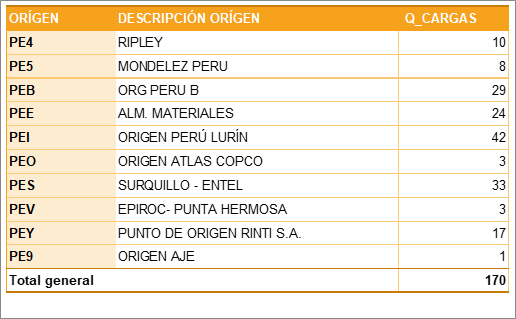 ORÍGEN DESCRIPCIÓN ORÍGEN Q_CARGAS
PE4 RIPLEY 10
PE5 MONDELEZ PERU 8
PEB ORG PERU B 29
PEE ALM. MATERIALES 24
PEI ORIGEN PERÚ LURÍN 42
PEO ORIGEN ATLAS COPCO 3
PES SURQUILLO - ENTEL 33
PEV EPIROC- PUNTA HERMOSA 3
PEY PUNTO DE ORIGEN RINTI S.A. 17
PE9 ORIGEN AJE 1
Total general 170